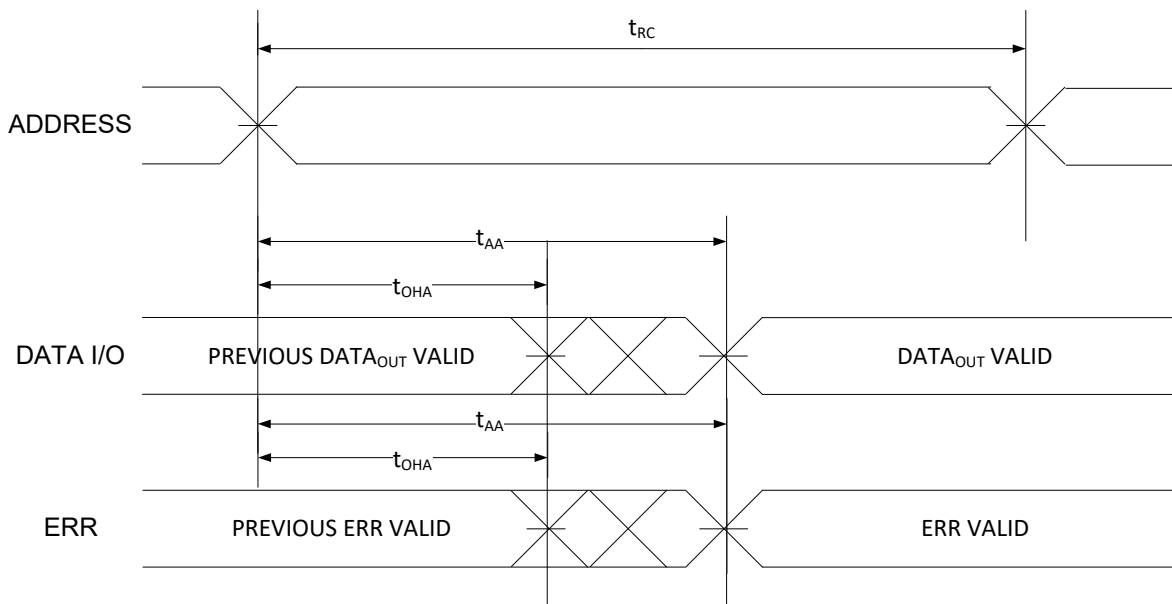 tRC
ADDRESS
tAA
tOHA
DATA I/O
PREVIOUS DATAOUT VALID
DATAOUT VALID
tAA
tOHA
ERR
PREVIOUS ERR VALID
ERR VALID